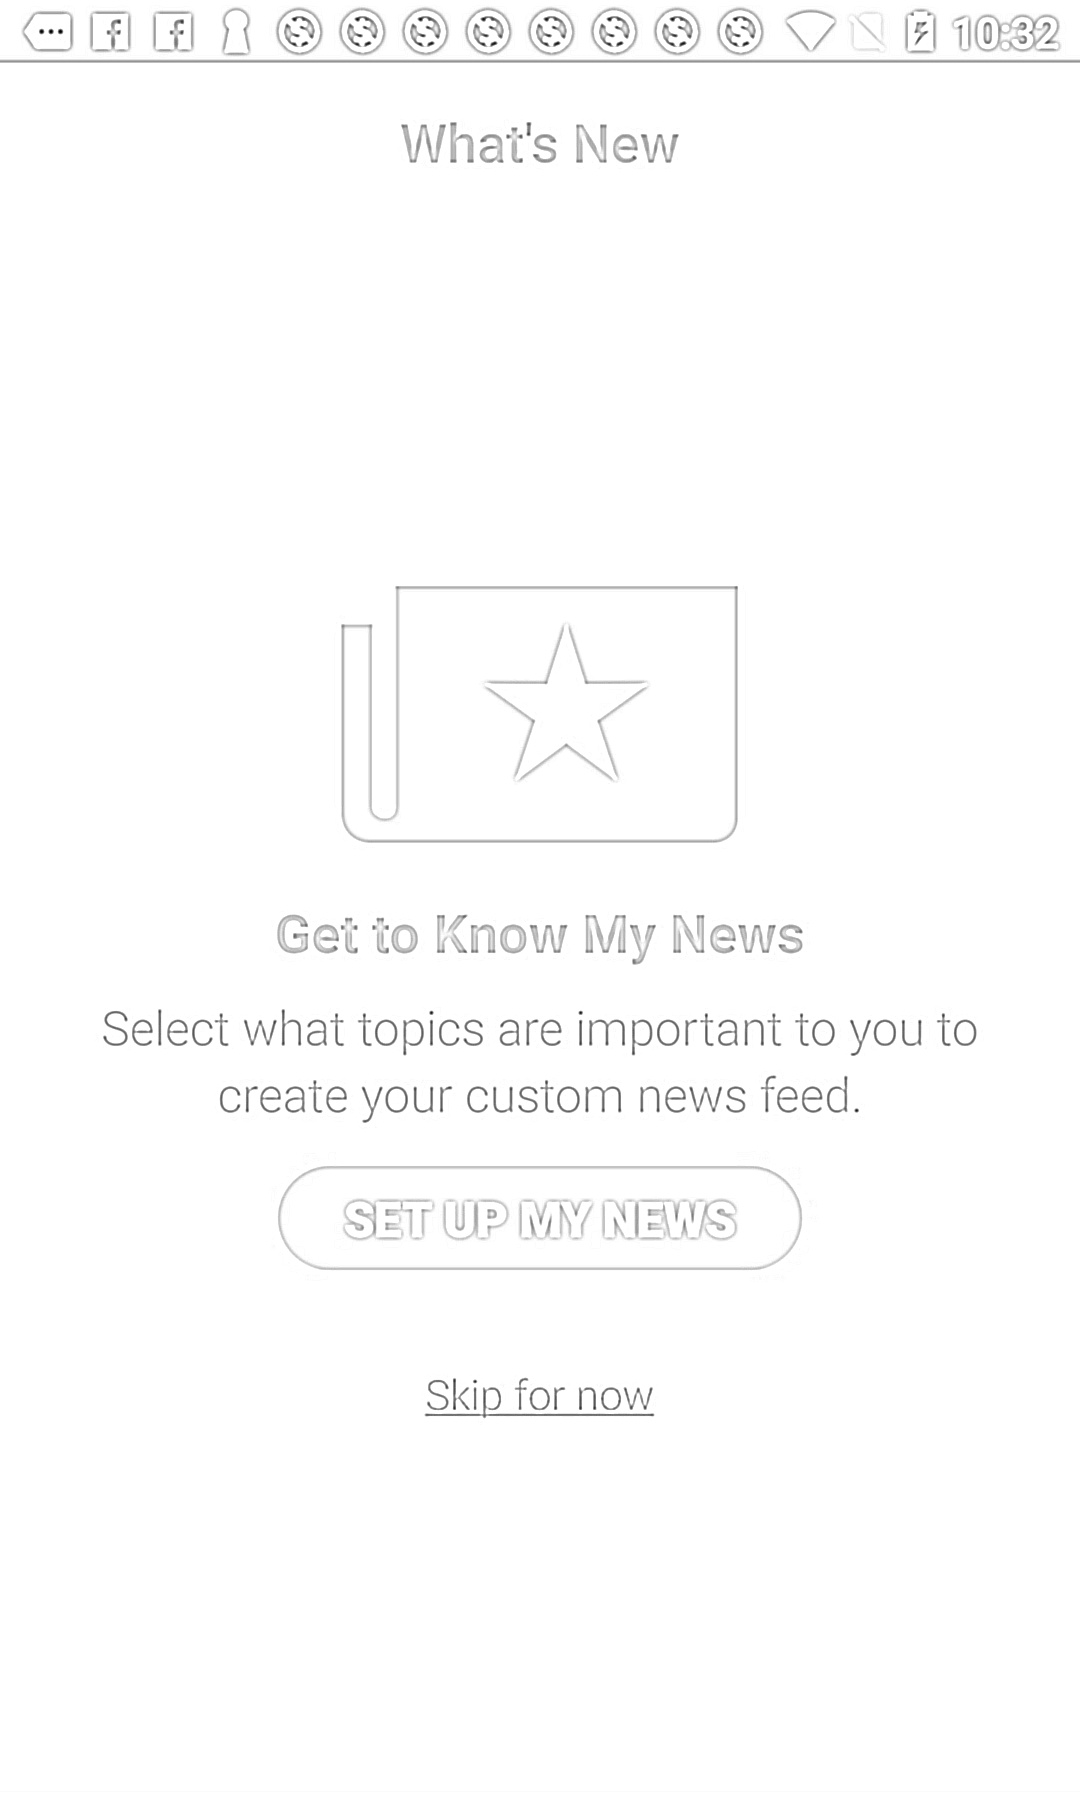 10:32
What's New
Get to Know My News
Select what topics are important to you to
create your custom news feed.
SET UP MY NEWS
Skip for now